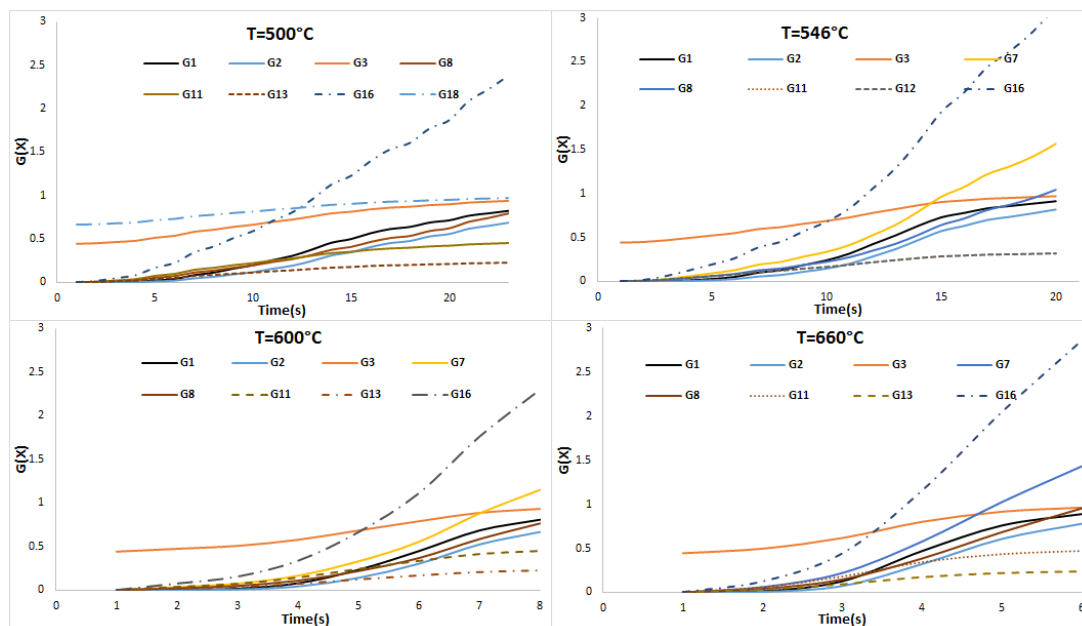 T=500°C
G1 G2 G3 G8
G11 G13 G16 G18
G(X)
3
2.5
2
1.5
1
0.5
0
0 5 10 15 20
Time(s)
T=546°C
G1 G2 G3 G7
G8 G11 G12 G16
G(X)
3
2.5
2
1.5
1
0.5
0
0 5 10 15 20
Time(s)
T=600°C
G1 G2 G3 G7
G8 G11 G13 G16
G(X)
3
2.5
2
1.5
1
0.5
0
0 1 2 3 4 5 6 7 8
Time(s)
T=660°C
G1 G2 G3 G7
G8 G11 G13 G16
G(X)
3
2.5
2
1.5
1
0.5
0
0 1 2 3 4 5 6
Time(s)